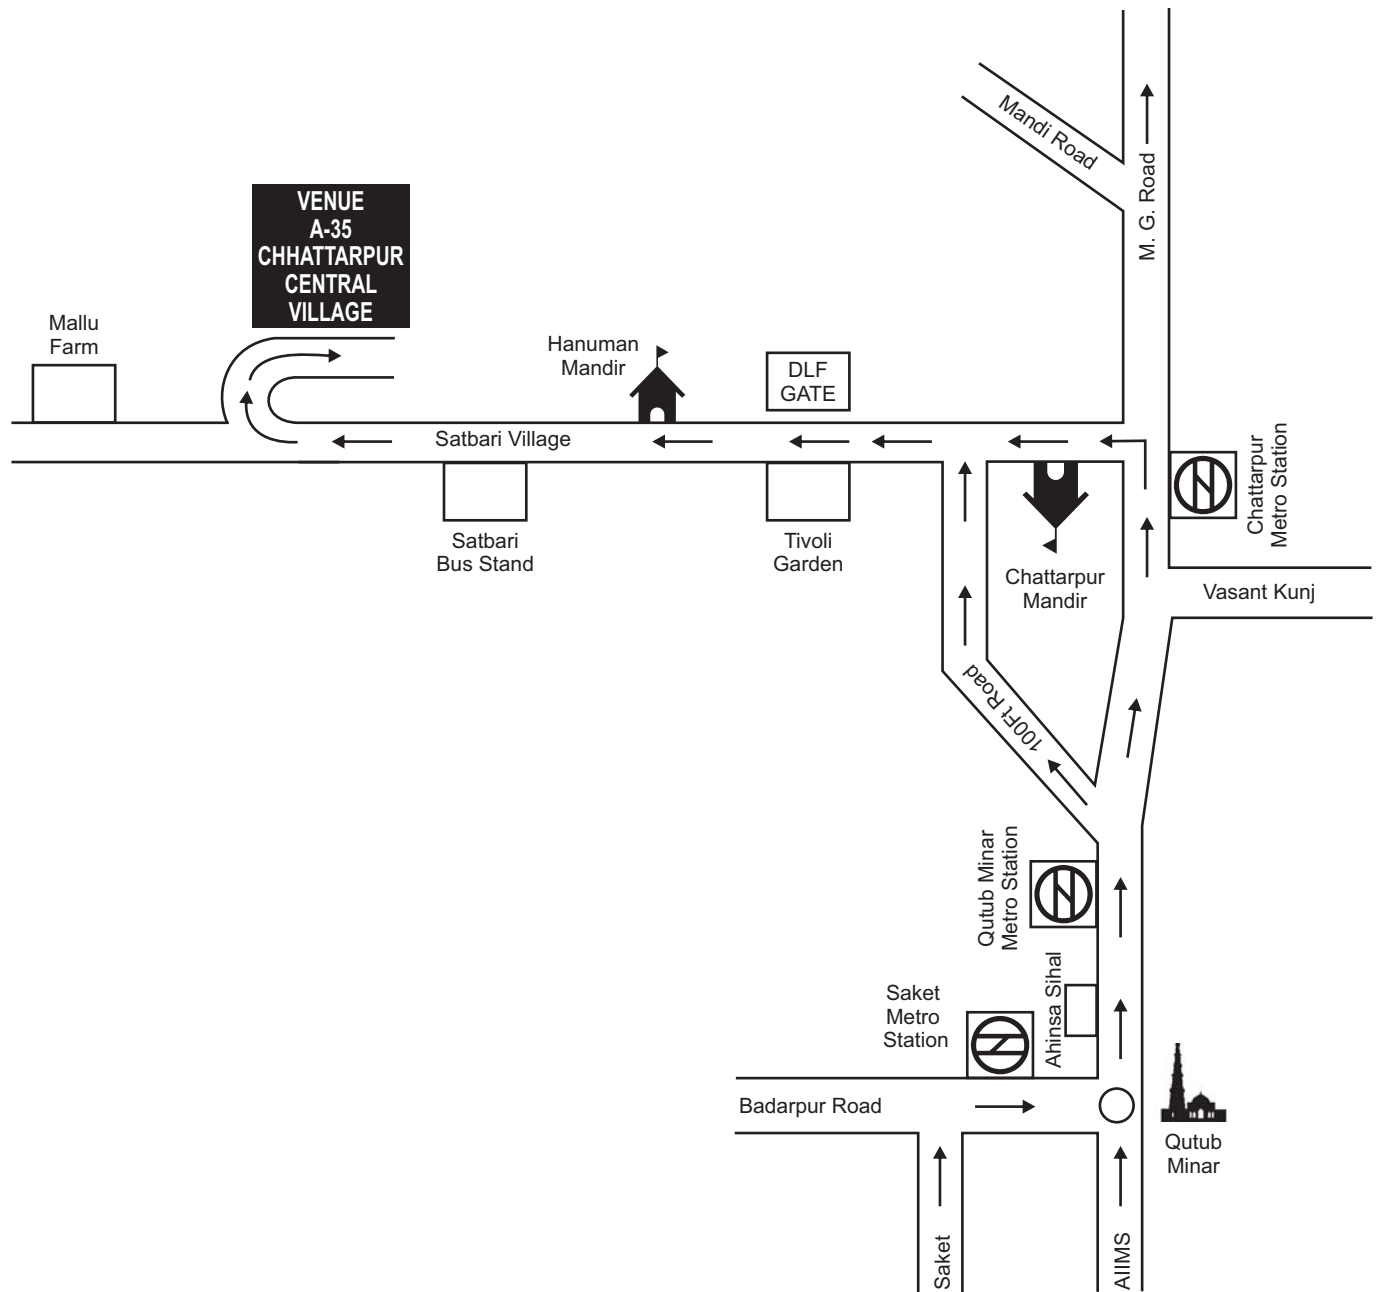 Mandi Road
M. G. Road
VENUE
A-35
CHHATTARPUR
CENTRAL
VILLAGE
Mallu
Farm
Hanuman
Mandir
DLF
GATE
Satbari Village
Chattarpur
Metro Station
Satbari
Bus Stand
Tivoli
Garden
Chattarpur
Mandir
Vasant Kunj
100Ft Road
Qutub Minar
Metro Station
Saket
Metro
Station
Ahinsa Sihal
Badarpur Road
Qutub
Minar
Saket
AIIMS